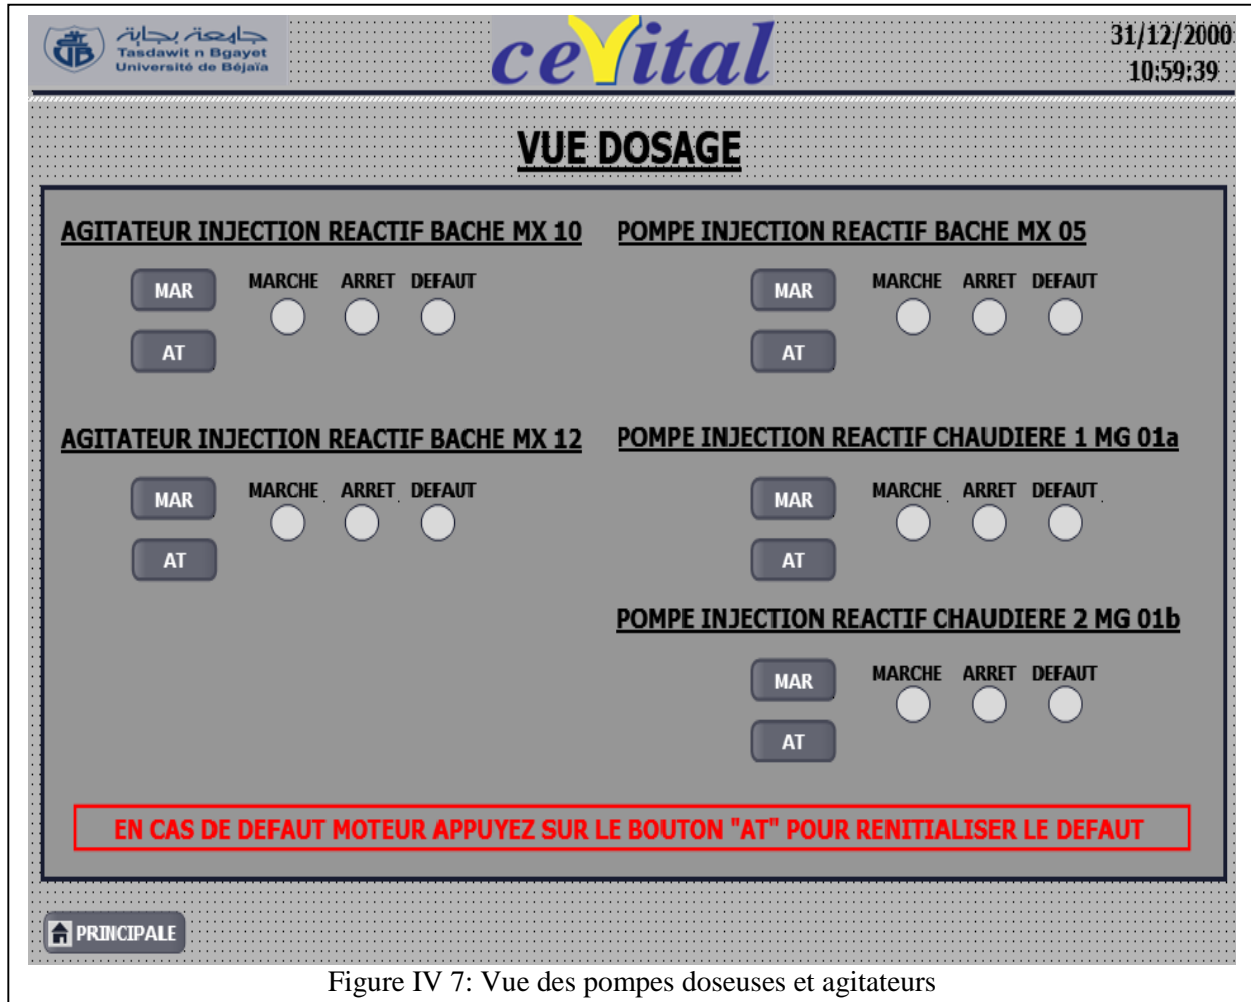 جامعة بجاية
Tasdawit n Bgayet
Université de Béjaïa
cevital
31/12/2000
10:59:39
VUE DOSAGE
AGITATEUR INJECTION REACTIF BACHE MX 10
MAR
MARCHE ARRET DEFAUT
AT
POMPE INJECTION REACTIF BACHE MX 05
MAR
MARCHE ARRET DEFAUT
AT
AGITATEUR INJECTION REACTIF BACHE MX 12
MAR
MARCHE ARRET DEFAUT
AT
POMPE INJECTION REACTIF CHAUDIERE 1 MG 01a
MAR
MARCHE ARRET DEFAUT
AT
POMPE INJECTION REACTIF CHAUDIERE 2 MG 01b
MAR
MARCHE ARRET DEFAUT
AT
EN CAS DE DEFAUT MOTEUR APPUYEZ SUR LE BOUTON "AT" POUR RENITIALISER LE DEFAUT
PRINCIPALE
Figure IV 7: Vue des pompes doseuses et agitateurs